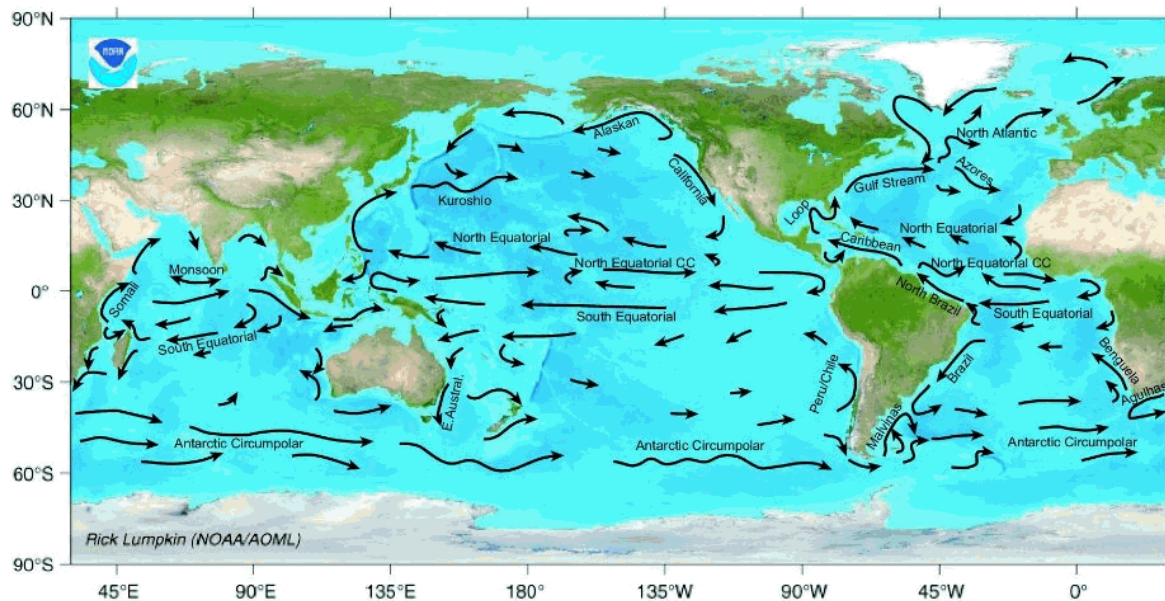 90°N
NOAA
60°N
Alaskan
North Atlantic
California
Gulf Stream
Azores
30°N
Kuroshio
Loop
North Equatorial
North Equatorial
Caribbean
Monsoon
North Equatorial CC
North Equatorial CC
0°
Somali
North Brazil
South Equatorial
South Equatorial
South Equatorial
Benguela
30°S
Brazil
Peru/Chile
E.Austral.
Agulhas
Malvinas
Antarctic Circumpolar
Antarctic Circumpolar
Antarctic Circumpolar
60°S
Rick Lumpkin (NOAA/AOML)
90°S
45°E 90°E 135°E 180° 135°W 90°W 45°W 0°